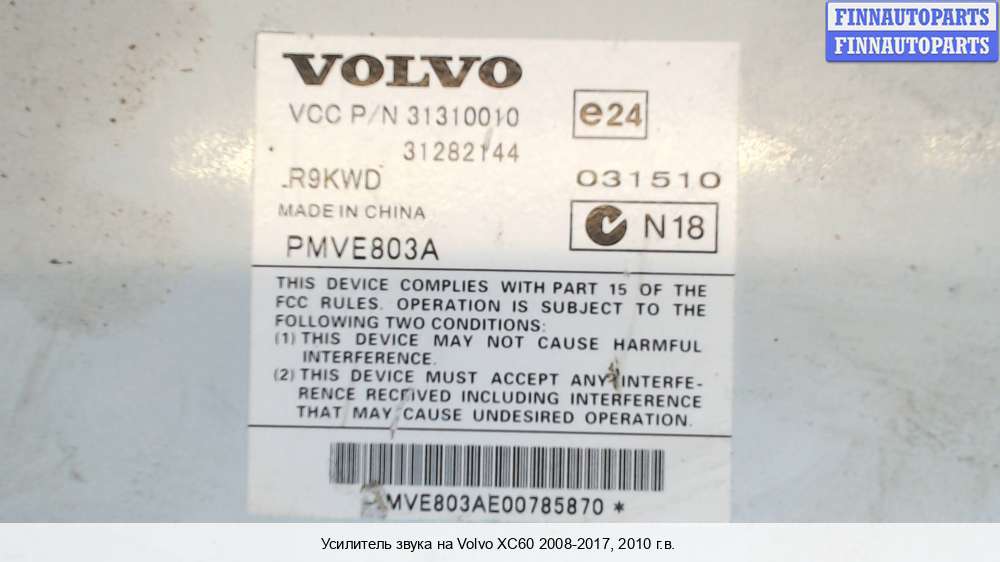 FINNAUTOPARTS
FINNAUTOPARTS
VOLVO
VCC P/N 31310010
e24
31282144
R9KWD
031510
MADE IN CHINA
N18
PMVE803A
THIS DEVICE COMPLIES WITH PART 15 OF THE
FCC RULES. OPERATION IS SUBJECT TO THE
FOLLOWING TWO CONDITIONS:
(1) THIS DEVICE MAY NOT CAUSE HARMFUL
INTERFERENCE.
(2) THIS DEVICE MUST ACCEPT ANY INTERFE-
RENCE RECEIVED INCLUDING INTERFERENCE
THAT MAY CAUSE UNDESIRED OPERATION.
MVE803AE00785870 *
Усилитель звука на Volvo XC60 2008-2017, 2010 г.в.